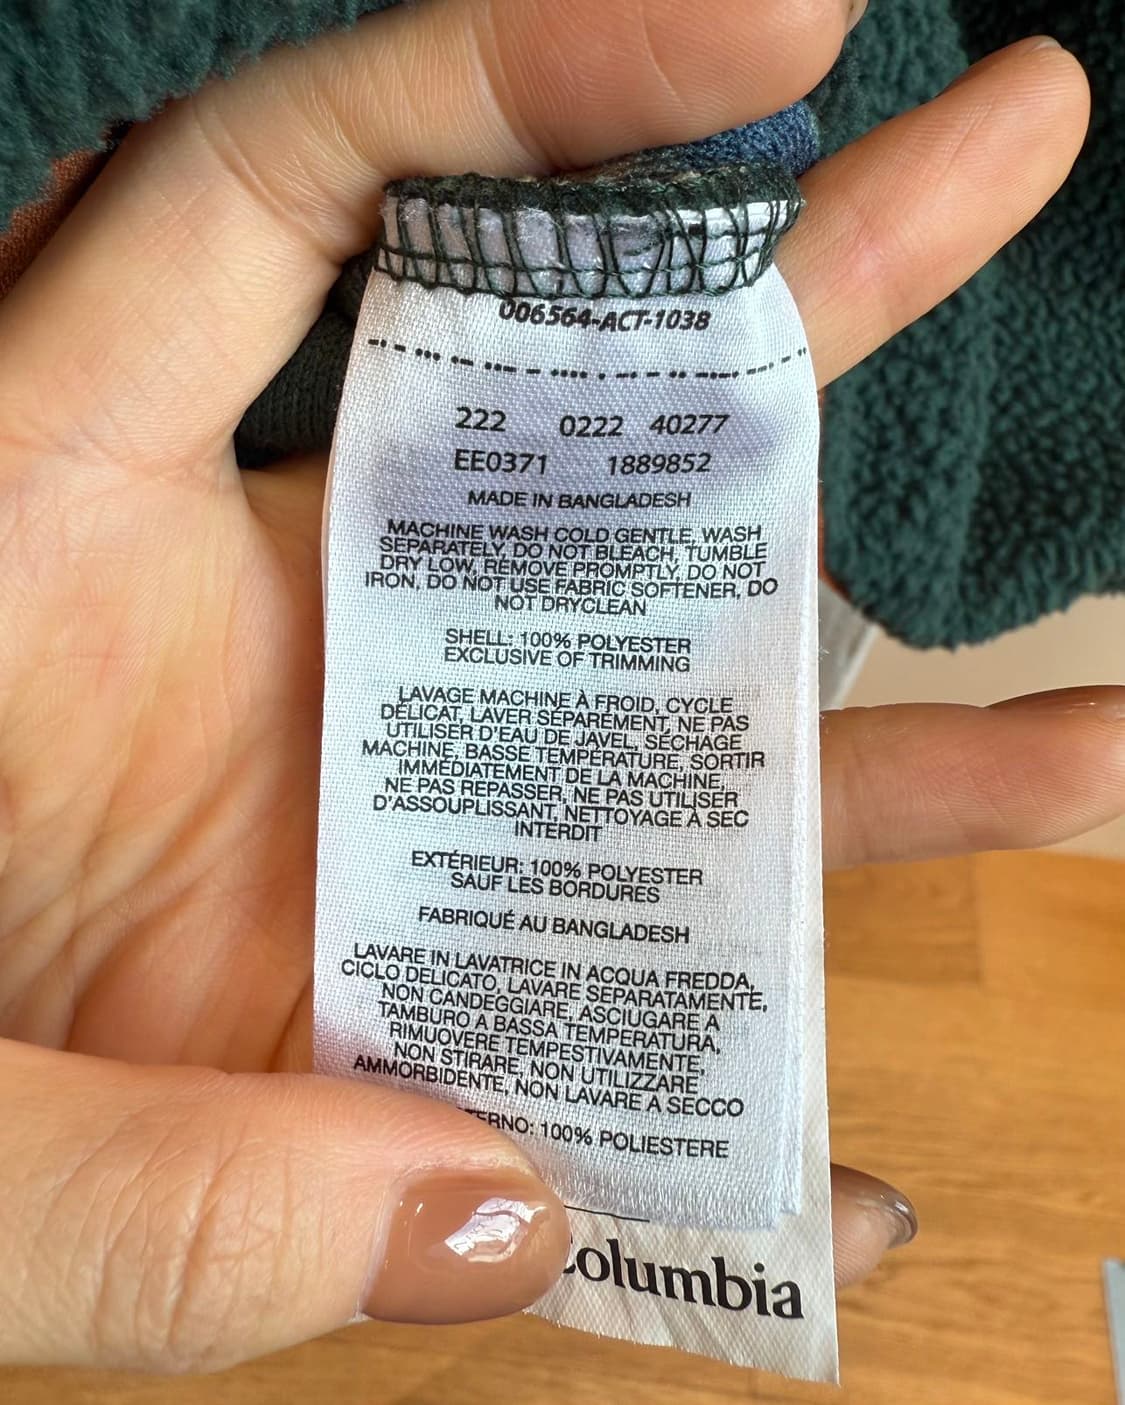 006564-ACT-1038
222 0222 40277
EE0371 1889852
MADE IN BANGLADESH
MACHINE WASH COLD GENTLE, WASH
SEPARATELY, DO NOT BLEACH, TUMBLE
DRY LOW, REMOVE PROMPTLY, DO NOT
IRON, DO NOT USE FABRIC SOFTENER, DO
NOT DRYCLEAN
SHELL: 100% POLYESTER
EXCLUSIVE OF TRIMMING
LAVAGE MACHINE À FROID, CYCLE
DÉLICAT, LAVER SÉPARÉMENT, NE PAS
UTILISER D'EAU DE JAVEL, SÉCHAGE
MACHINE, BASSE TEMPÉRATURE, SORTIR
IMMÉDIATEMENT DE LA MACHINE,
NE PAS REPASSER, NE PAS UTILISER
D'ASSOUPLISSANT, NETTOYAGE À SEC
INTERDIT
EXTÉRIEUR: 100% POLYESTER
SAUF LES BORDURES
FABRIQUÉ AU BANGLADESH
LAVARE IN LAVATRICE IN ACQUA FREDDA,
CICLO DELICATO, LAVARE SEPARATAMENTE,
NON CANDEGGIARE, ASCIUGARE A
TAMBURO A BASSA TEMPERATURA,
RIMUOVERE TEMPESTIVAMENTE,
NON STIRARE, NON UTILIZZARE
AMMORBIDENTE, NON LAVARE A SECCO
100% POLIESTERE
Columbia